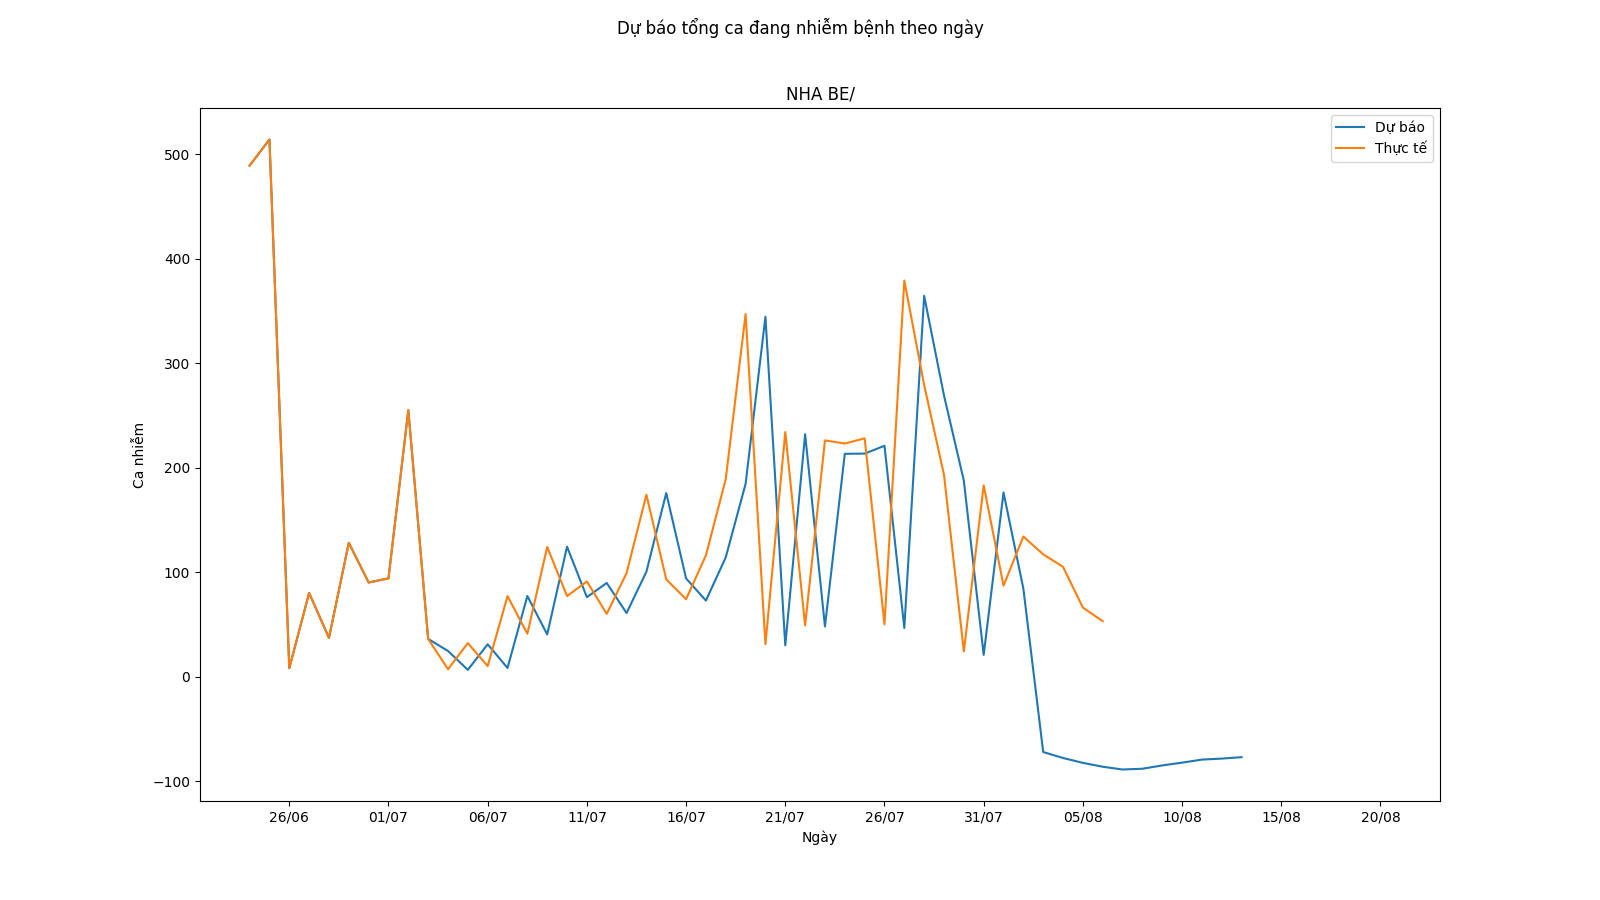 Dự báo tổng ca đang nhiễm bệnh theo ngày
NHA BE/
Dự báo
Thực tế
500
400
300
200
100
0
−100
Ca nhiễm
26/06 01/07 06/07 11/07 16/07 21/07 26/07 31/07 05/08 10/08 15/08 20/08
Ngày